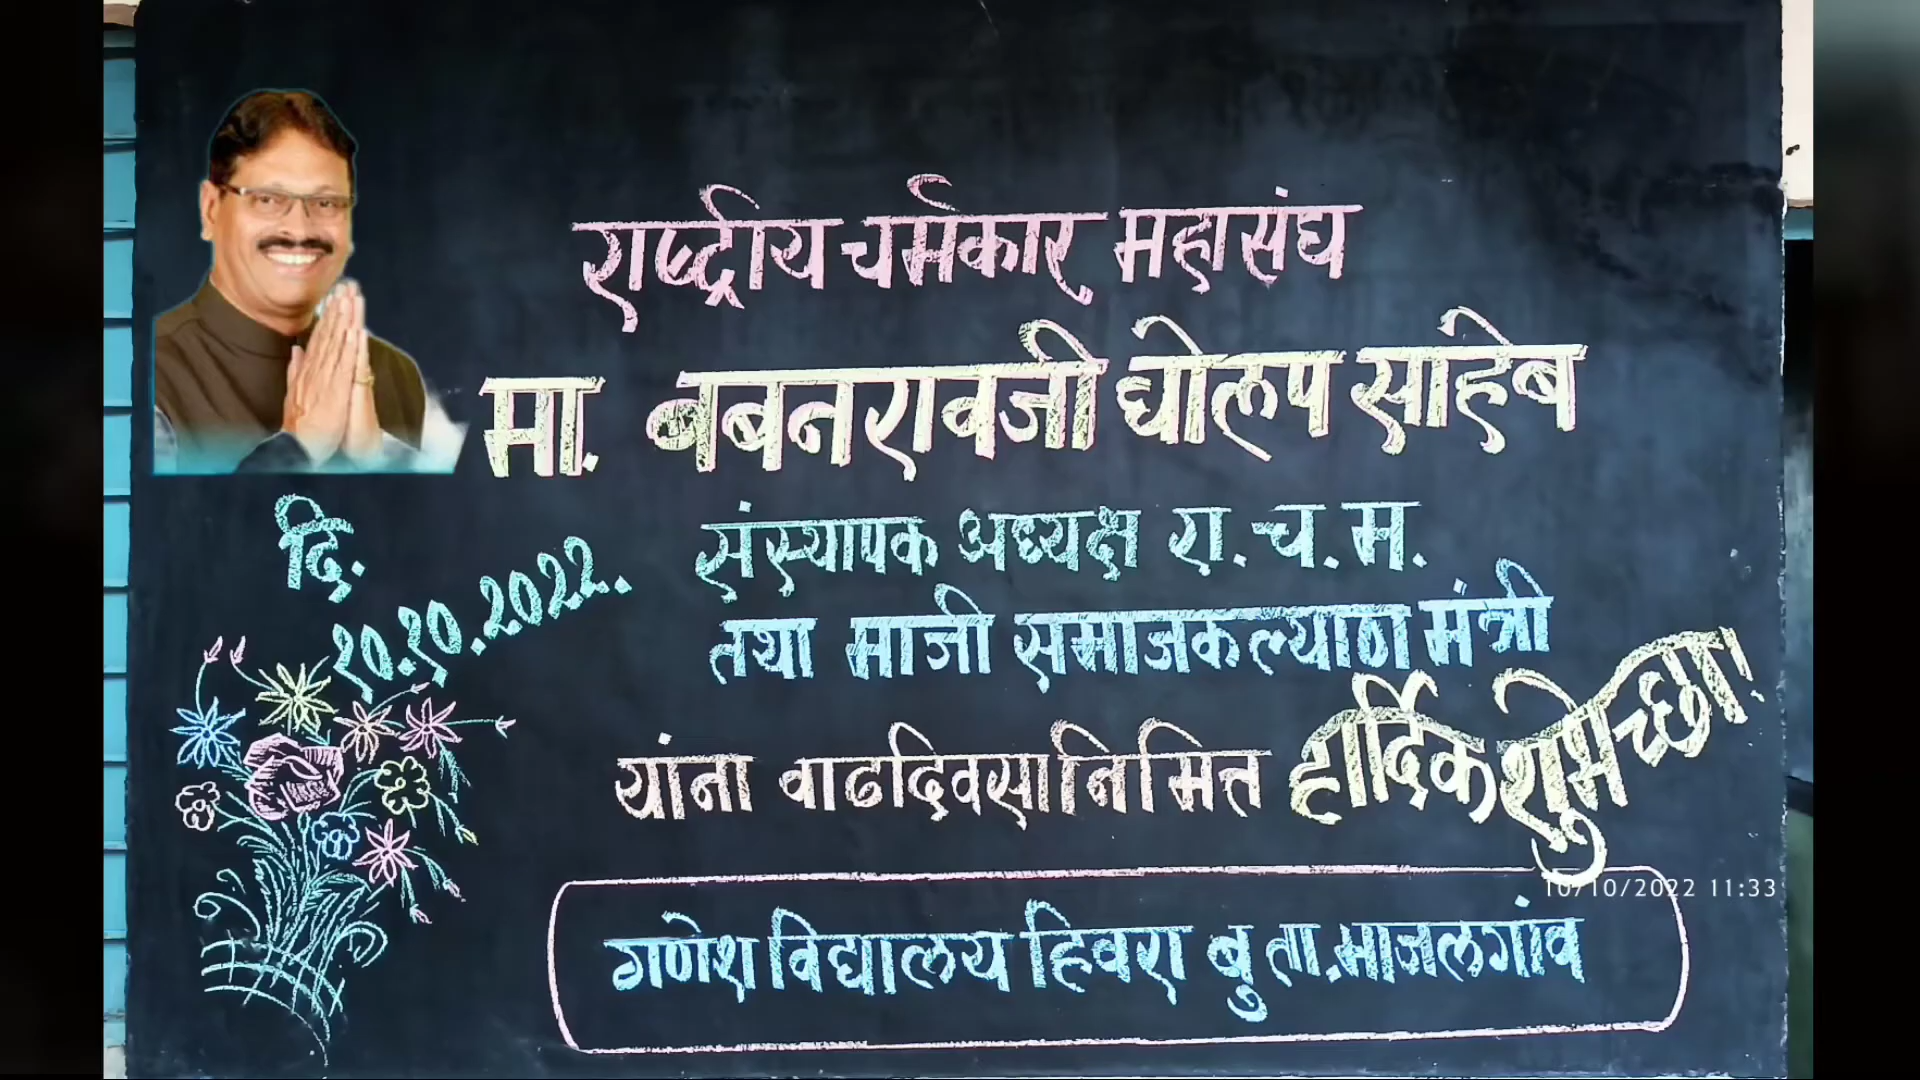 राष्ट्रीय चर्मकार महासंघ
मा. बबनरावजी घोलप साहेब
दि. १०.१०.२०२२.
संस्थापक अध्यक्ष रा.च.म.
तथा माजी समाजकल्याण मंत्री
यांना वाढदिवसानिमित्त हार्दिक शुभेच्छा!
10/10/2022 11:33
गणेश विद्यालय हिवरा बु ता.माजलगांव